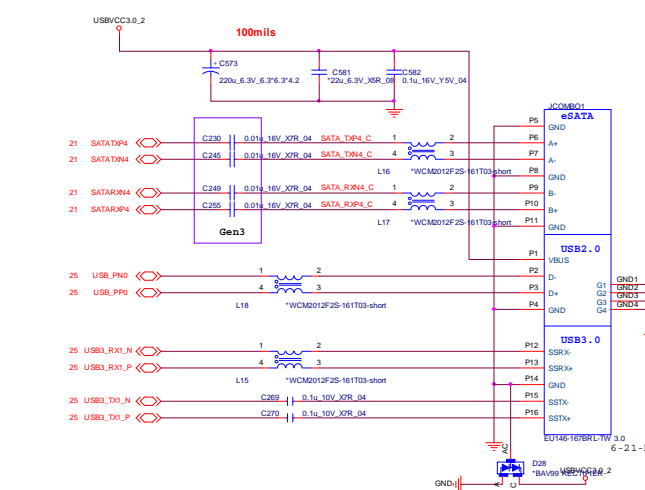 USBVCC3.0_2
100mils
+ C573
220u_6.3V_6.3*6.3*4.2
C581
*22u_6.3V_X5R_08
C582
0.1u_16V_Y5V_04
JCOMBO1
eSATA
P5 GND
21 SATATXP4 C230 0.01u_16V_X7R_04 SATA_TXP4_C 1 2 P6 A+
21 SATATXN4 C245 0.01u_16V_X7R_04 SATA_TXN4_C 4 3 P7 A-
L16 *WCM2012F2S-161T03-short P8 GND
21 SATARXN4 C249 0.01u_16V_X7R_04 SATA_RXN4_C 1 2 P9 B-
21 SATARXP4 C255 0.01u_16V_X7R_04 SATA_RXP4_C 4 3 P10 B+
L17 *WCM2012F2S-161T03-short P11 GND
Gen3
USB2.0
P1 VBUS
25 USB_PN0 1 2 P2 D-
25 USB_PP0 4 3 P3 D+
L18 *WCM2012F2S-161T03-short P4 GND
G1 GND1
G2 GND2
G3 GND3
G4 GND4
USB3.0
25 USB3_RX1_N 1 2 P12 SSRX-
25 USB3_RX1_P 4 3 P13 SSRX+
L15 *WCM2012F2S-161T03-short P14 GND
25 USB3_TX1_N C269 0.1u_10V_X7R_04 P15 SSTX-
25 USB3_TX1_P C270 0.1u_10V_X7R_04 P16 SSTX+
EU146-167BRL-TW 3.0
6-21-
AC
D28
*BAV99 RECTIFIER
USBVCC3.0_2
GND
A
C